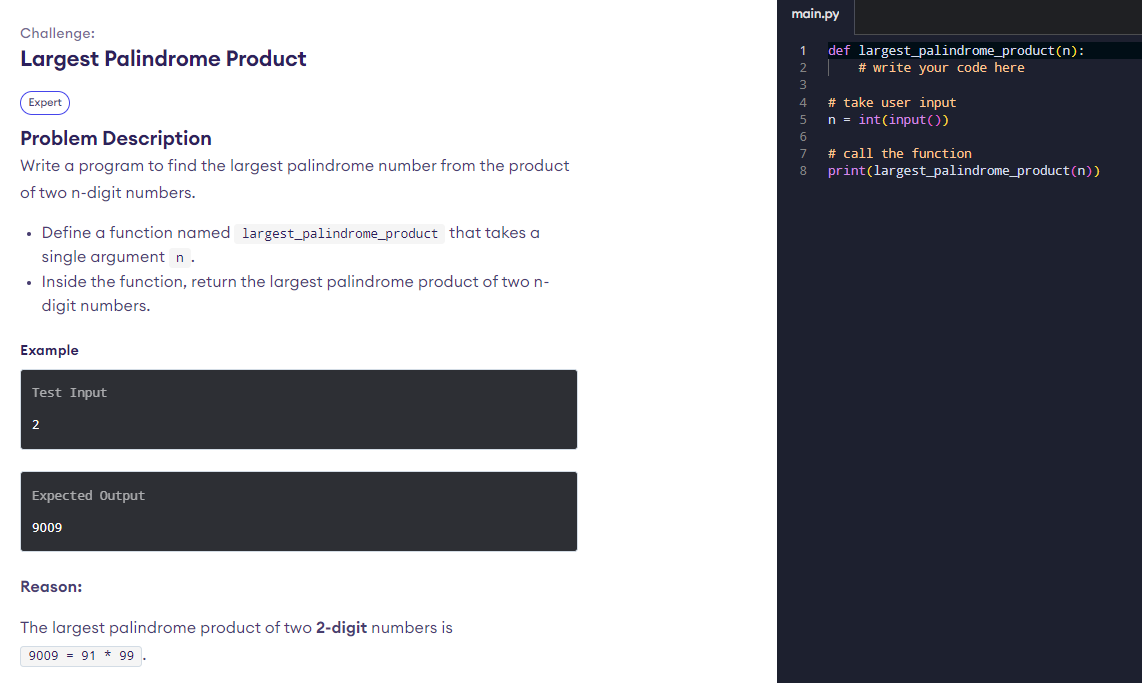 Challenge:
Largest Palindrome Product
Expert
Problem Description
Write a program to find the largest palindrome number from the product
of two n-digit numbers.
• Define a function named largest_palindrome_product that takes a
single argument n .
• Inside the function, return the largest palindrome product of two n-
digit numbers.
Example
Test Input
2
Expected Output
9009
Reason:
The largest palindrome product of two 2-digit numbers is
9009 = 91 * 99 .
main.py
1 def largest_palindrome_product(n):
2     # write your code here
3
4 # take user input
5 n = int(input())
6
7 # call the function
8 print(largest_palindrome_product(n))